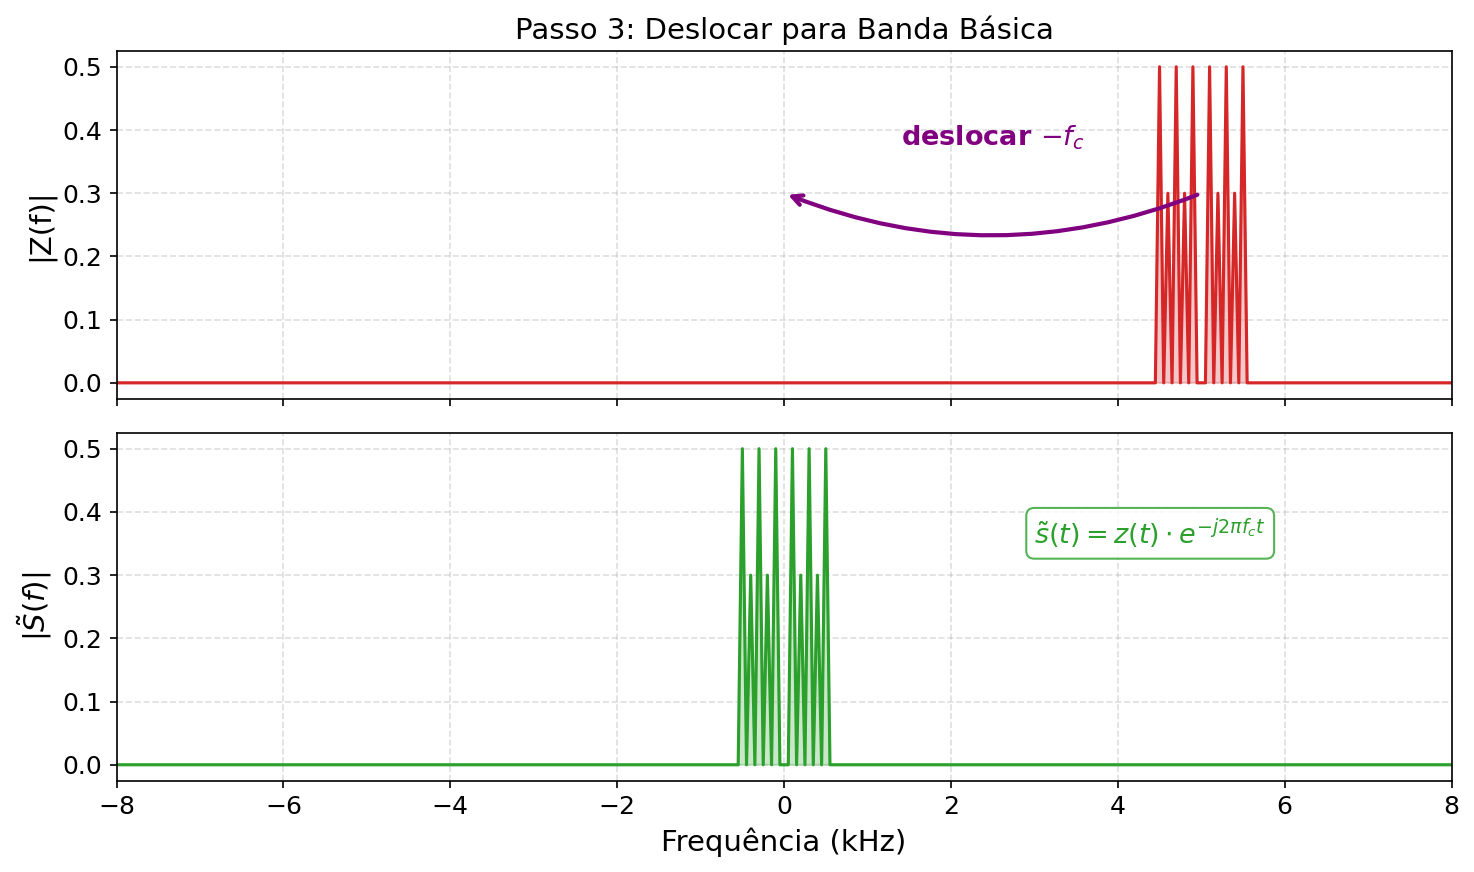 Passo 3: Deslocar para Banda Básica
|Z(f)|
0.5
0.4
0.3
0.2
0.1
0.0
deslocar −f_c
|S̃(f)|
0.5
0.4
0.3
0.2
0.1
0.0
s̃(t) = z(t) · e^{−j2πf_ct}
−8 −6 −4 −2 0 2 4 6 8
Frequência (kHz)